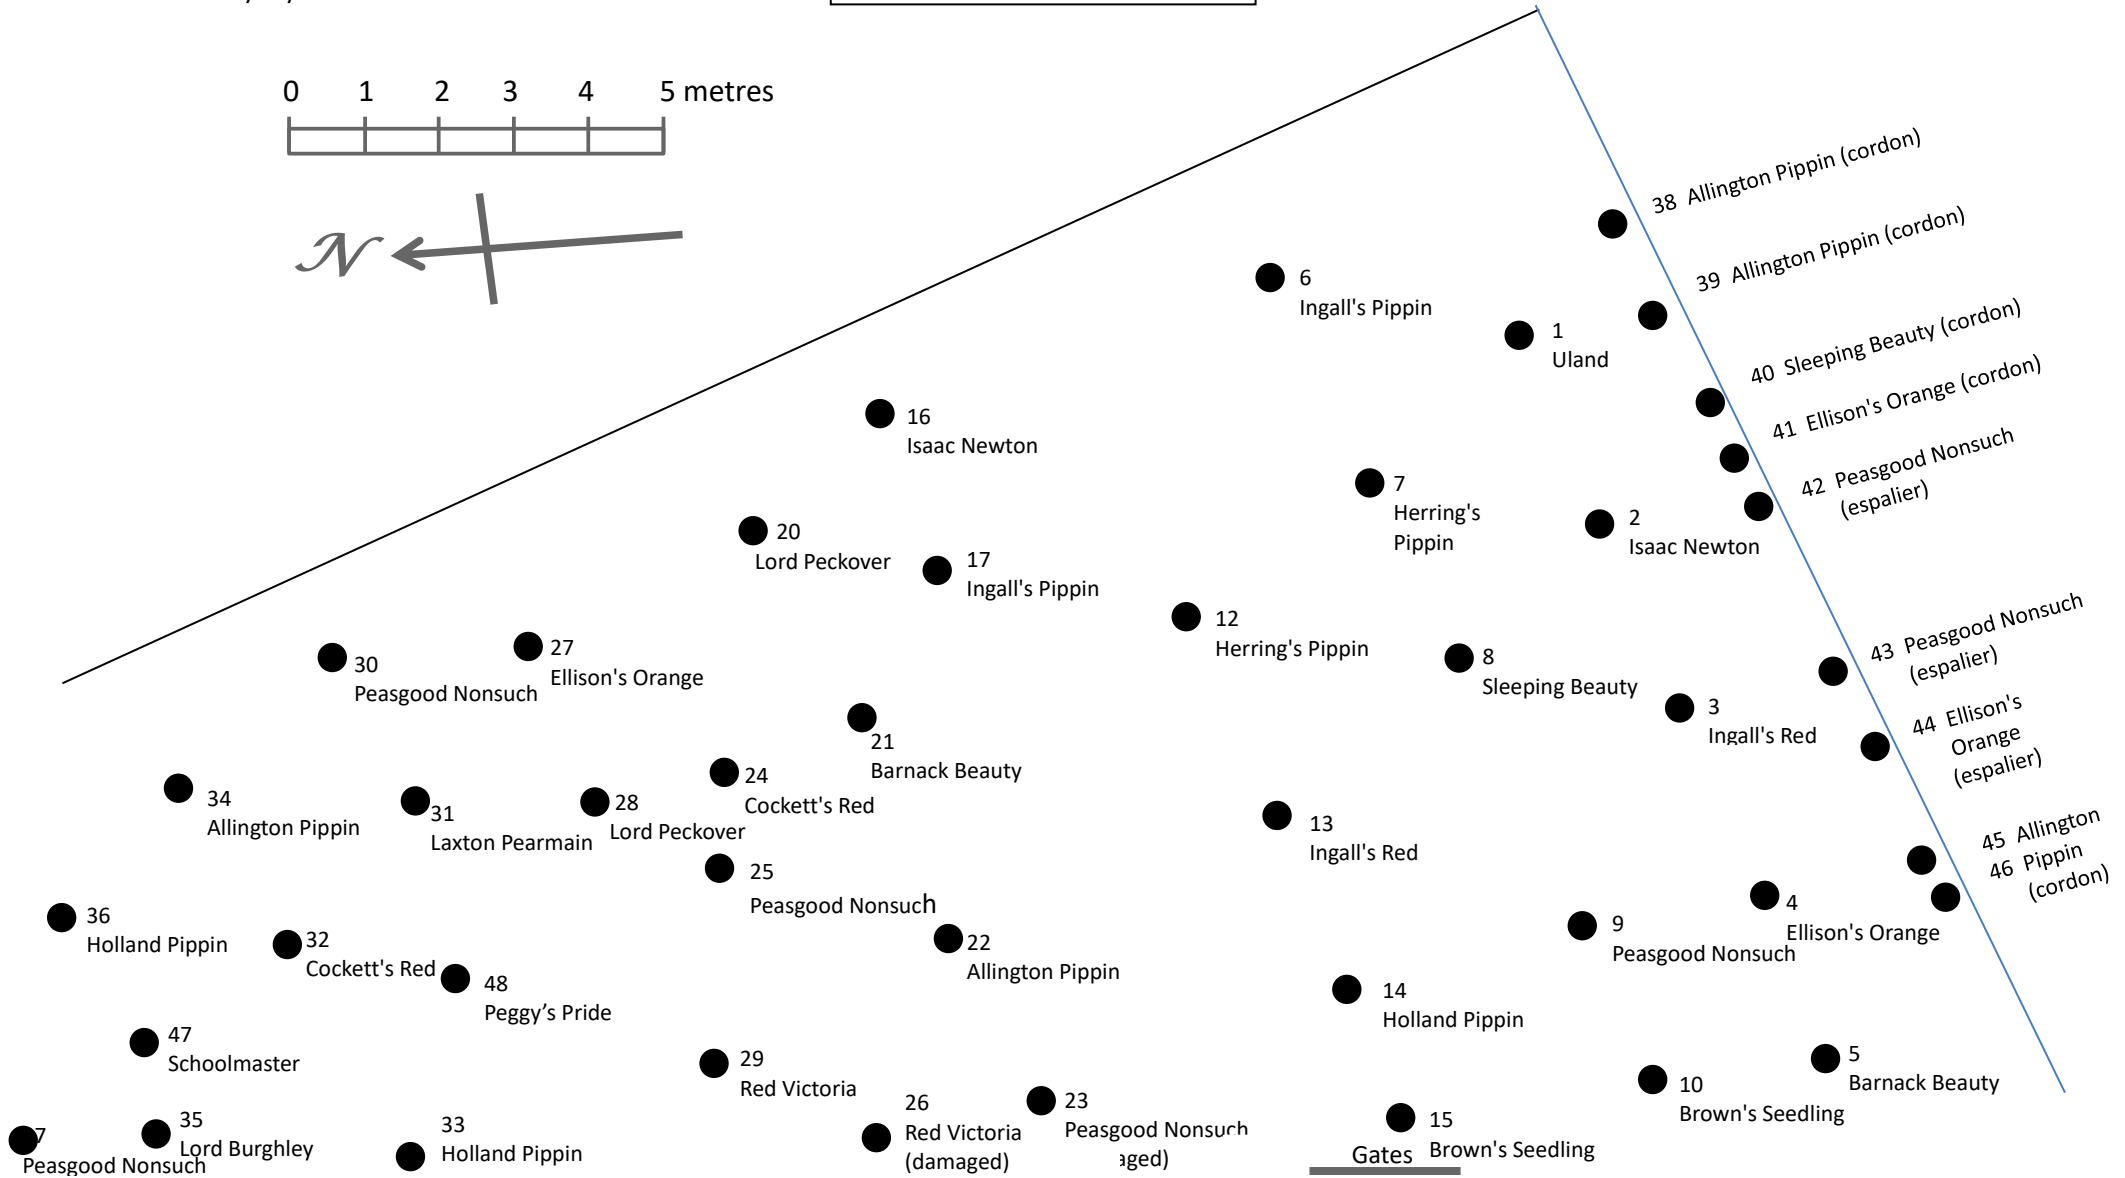 0 1 2 3 4 5 metres
N
38 Allington Pippin (cordon)
39 Allington Pippin (cordon)
6
Ingall's Pippin
1
Uland
40 Sleeping Beauty (cordon)
41 Ellison's Orange (cordon)
16
Isaac Newton
42 Peasgood Nonsuch
(espalier)
7
Herring's
Pippin
2
Isaac Newton
20
Lord Peckover
17
Ingall's Pippin
12
Herring's Pippin
43 Peasgood Nonsuch
(espalier)
30
Peasgood Nonsuch
27
Ellison's Orange
8
Sleeping Beauty
3
Ingall's Red
44 Ellison's
Orange
(espalier)
21
Barnack Beauty
24
Cockett's Red
34
Allington Pippin
31
Laxton Pearmain
28
Lord Peckover
13
Ingall's Red
45 Allington
46 Pippin
(cordon)
25
Peasgood Nonsuch
36
Holland Pippin
32
Cockett's Red
22
Allington Pippin
9
Peasgood Nonsuch
4
Ellison's Orange
48
Peggy’s Pride
14
Holland Pippin
47
Schoolmaster
29
Red Victoria
5
Barnack Beauty
10
Brown's Seedling
26
Red Victoria
(damaged)
23
Peasgood Nonsuch
aged)
15
Brown's Seedling
Gates
7
Peasgood Nonsuch
35
Lord Burghley
33
Holland Pippin